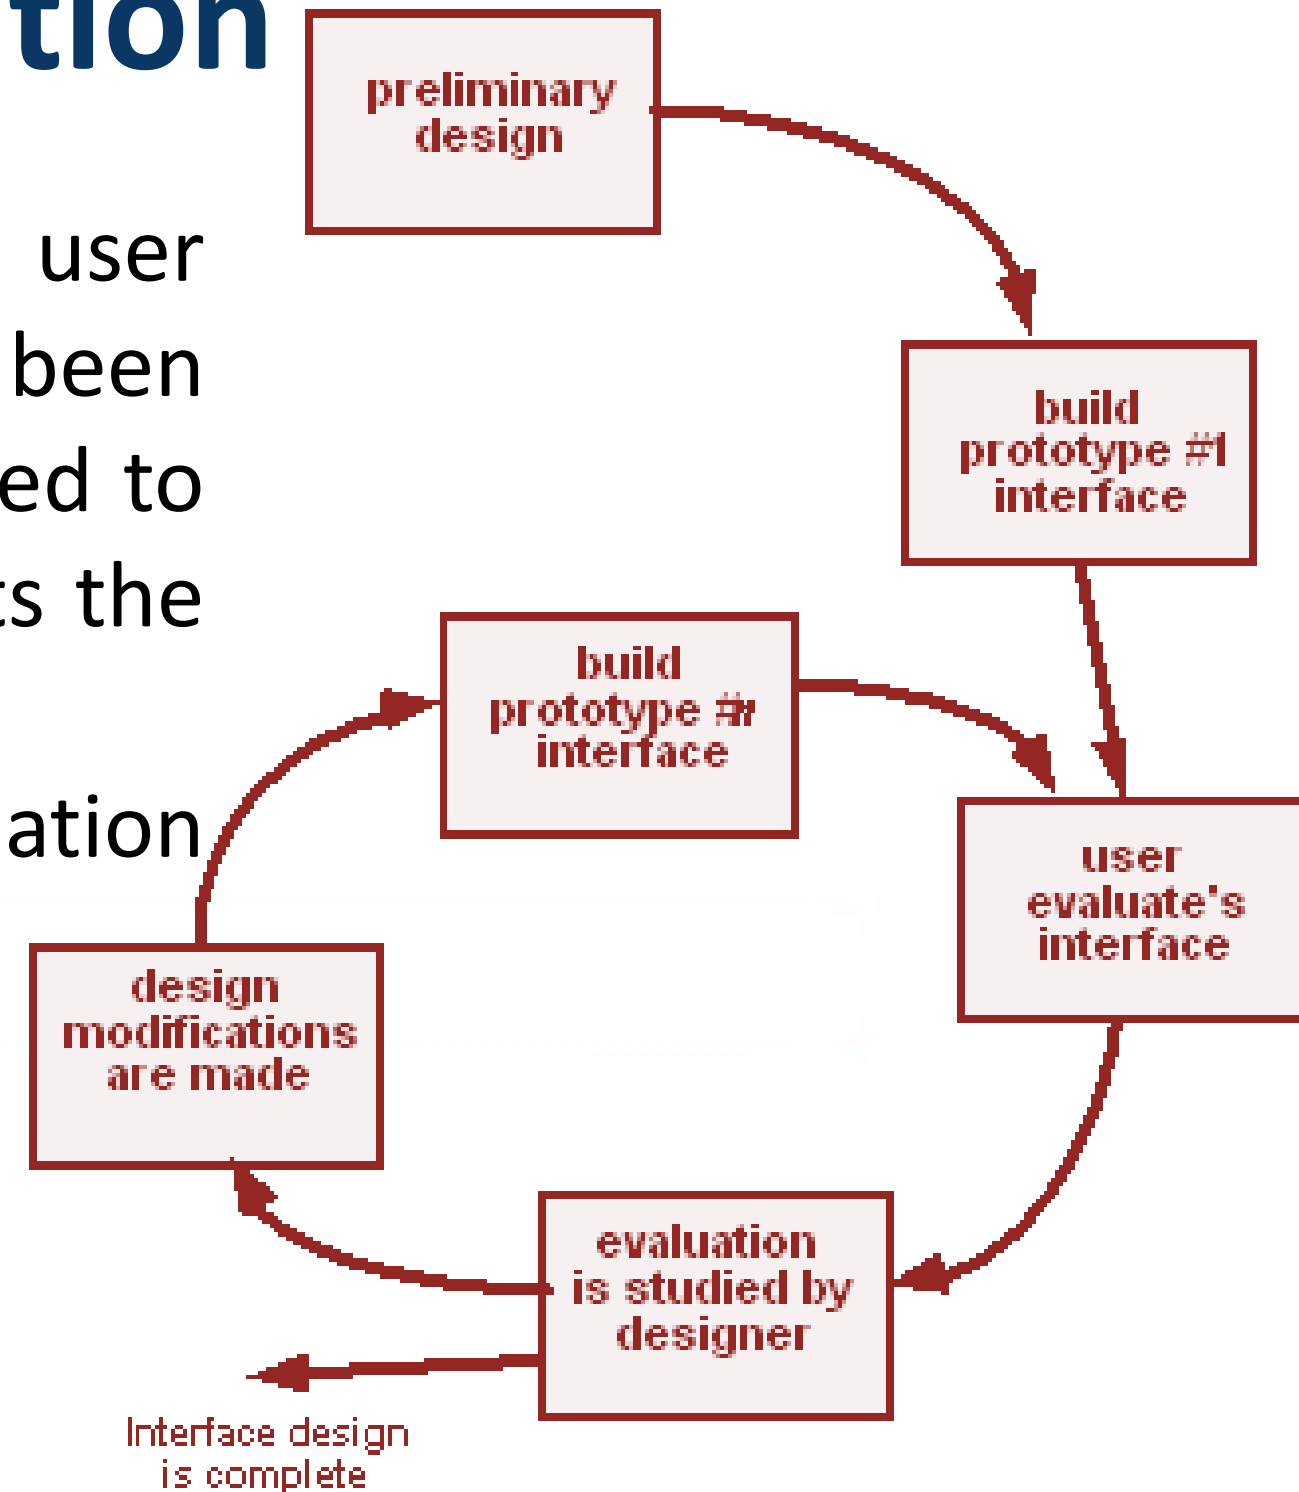 tion
user
been
ed to
ts the
ation
preliminary
design
build
prototype #1
interface
build
prototype #n
interface
user
evaluate's
interface
design
modifications
are made
evaluation
is studied by
designer
Interface design
is complete